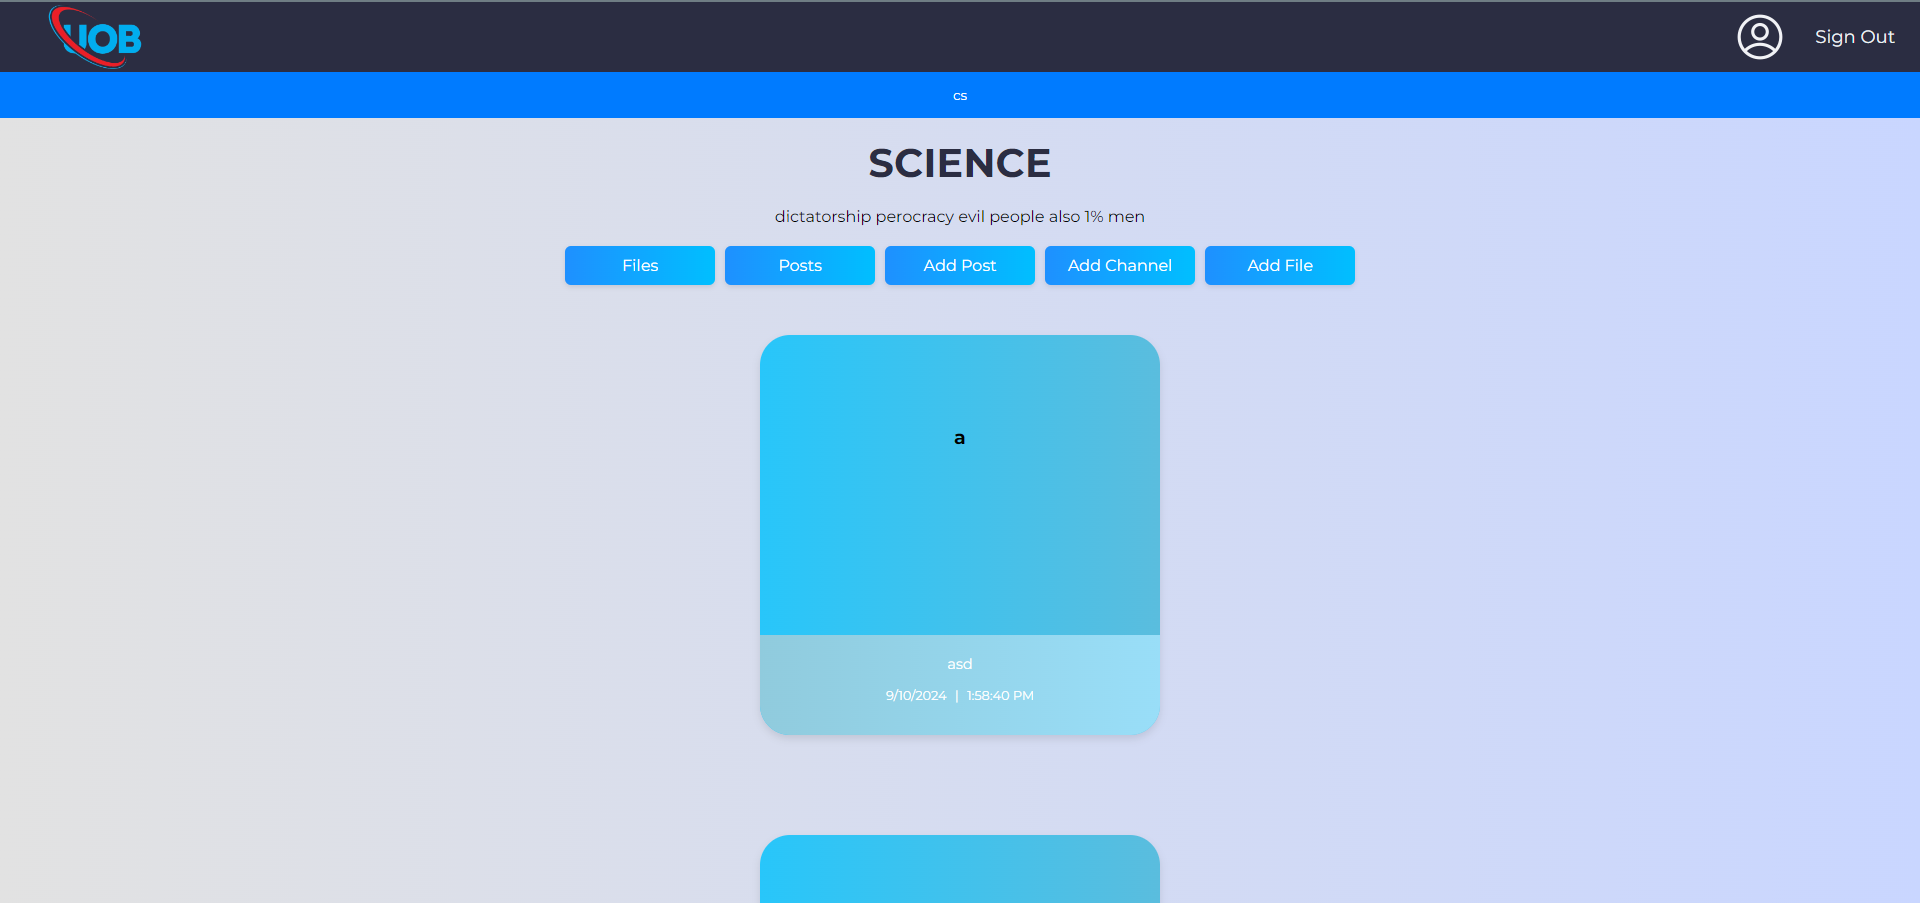 UOB
Sign Out
cs
SCIENCE
dictatorship perocracy evil people also 1% men
Files Posts Add Post Add Channel Add File
a
asd
9/10/2024 | 1:58:40 PM